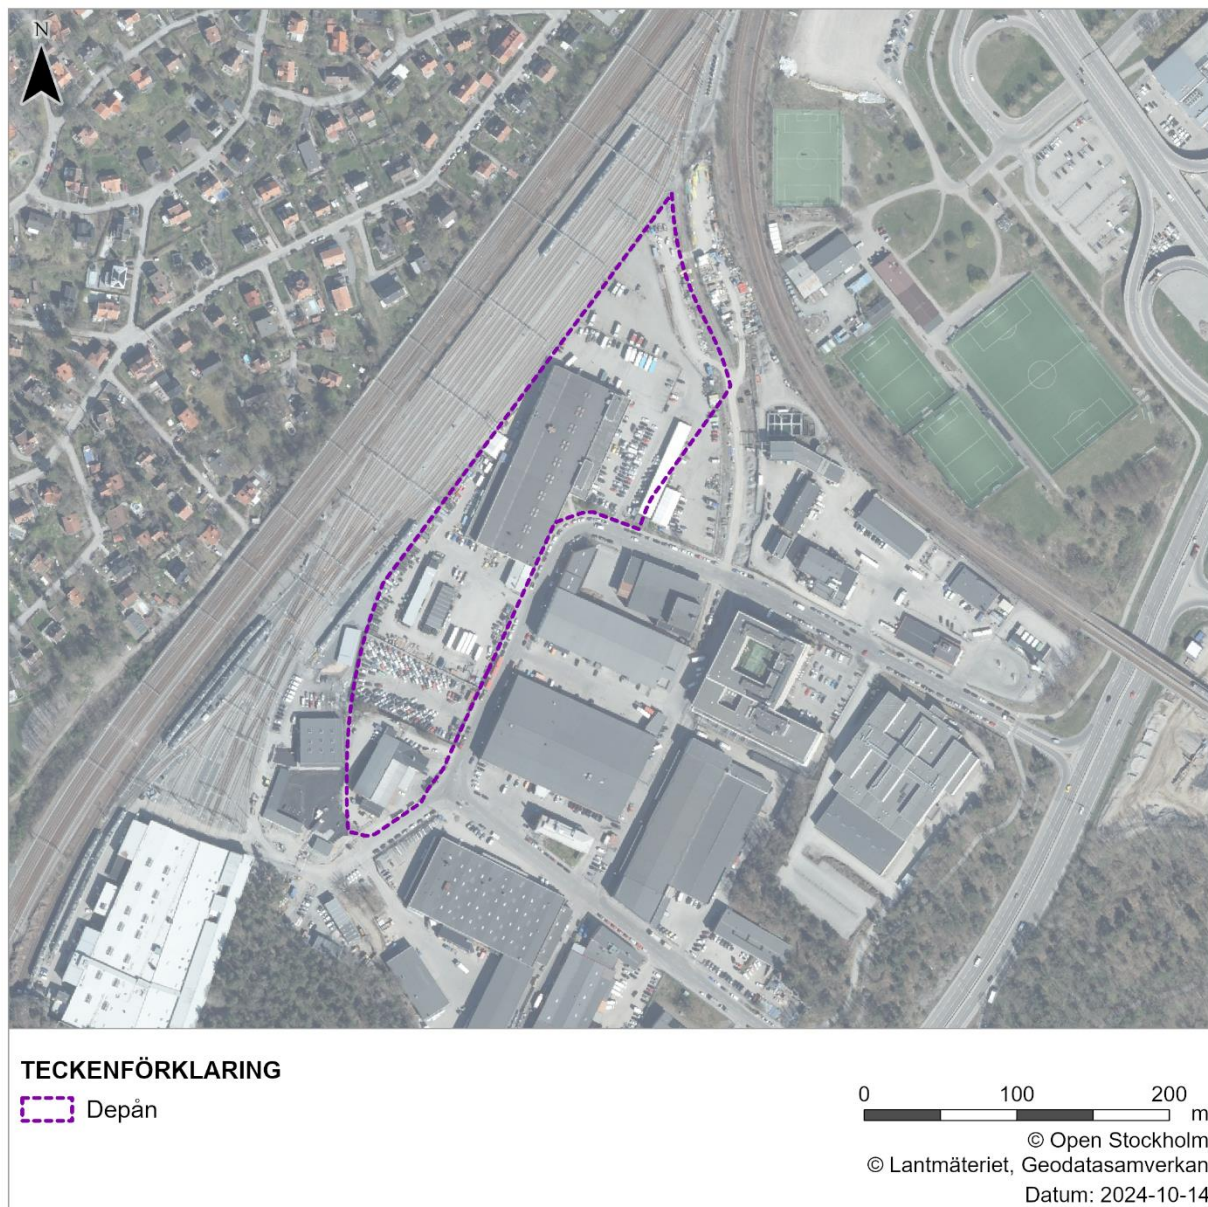 N
TECKENFÖRKLARING
Depån
0 100 200 m
© Open Stockholm
© Lantmäteriet, Geodatasamverkan
Datum: 2024-10-14